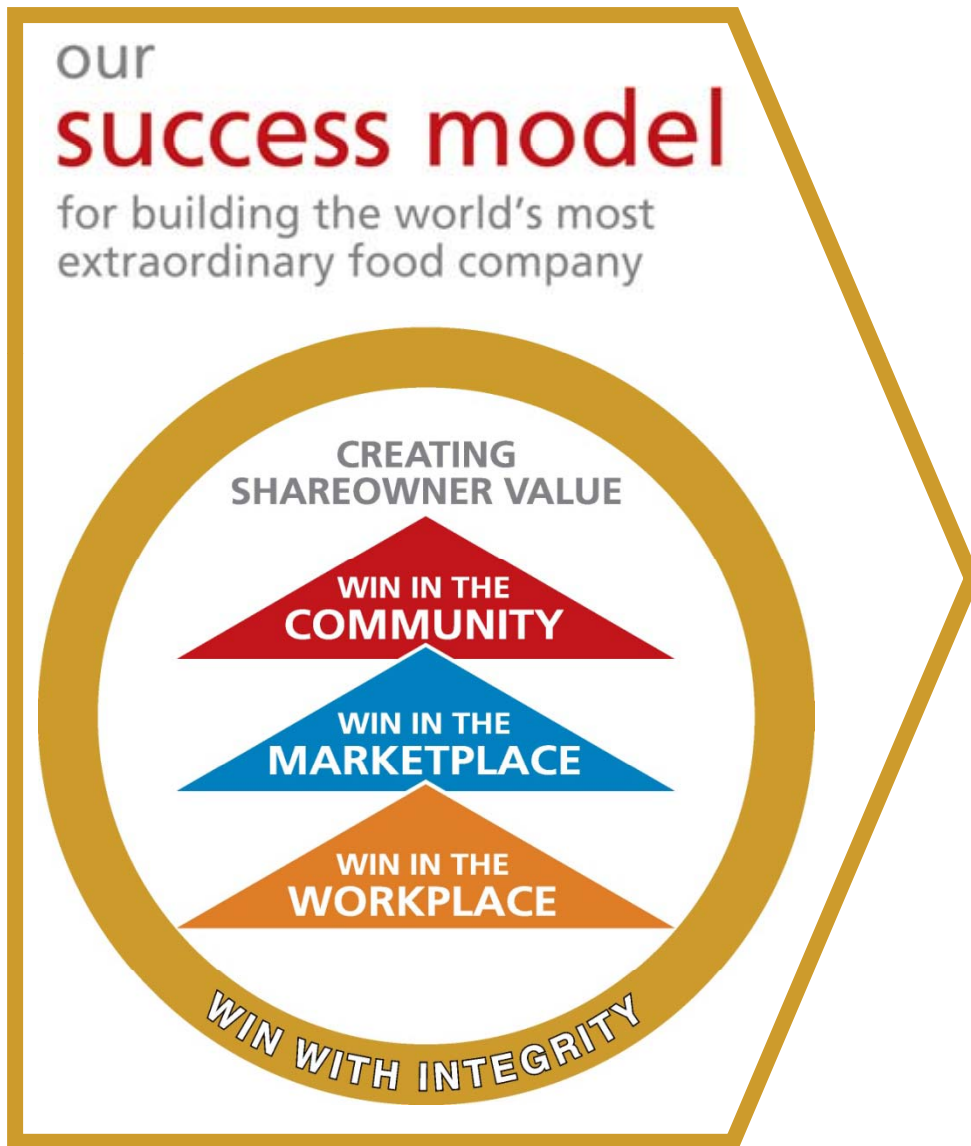 our
success model
for building the world's most
extraordinary food company
CREATING
SHAREOWNER VALUE
WIN IN THE
COMMUNITY
WIN IN THE
MARKETPLACE
WIN IN THE
WORKPLACE
WIN WITH INTEGRITY